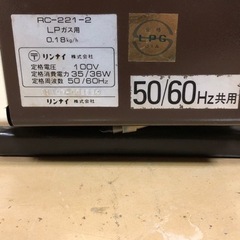 RC-221-2
LPガス用
0.18kg/h
リンナイ 株式会社
定格電圧 100V
定格消費電力 35/36W
定格周波数 50/60Hz
リンナイ株式会社
LPG
50/60Hz共用